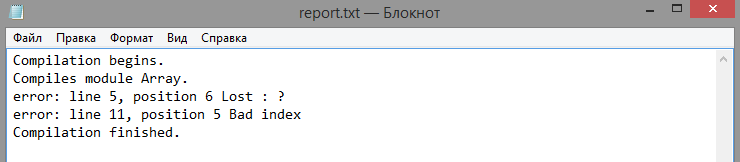 report.txt — Блокнот
Файл Правка Формат Вид Справка
Compilation begins.
Compiles module Array.
error: line 5, position 6 Lost : ?
error: line 11, position 5 Bad index
Compilation finished.